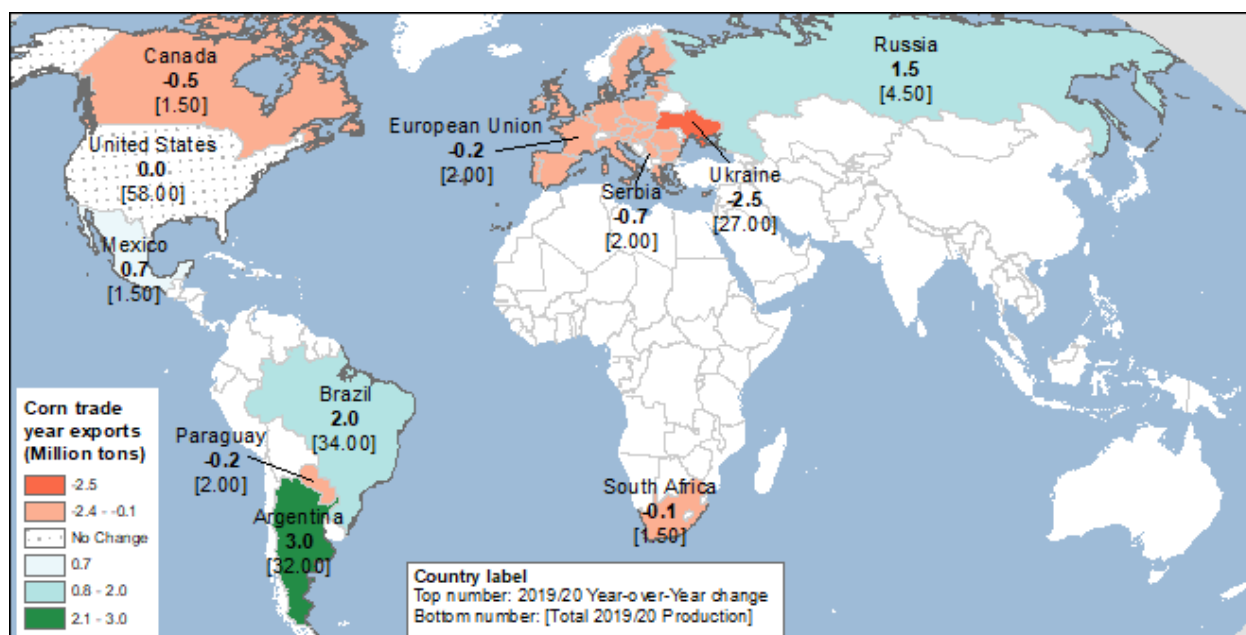 Canada
-0.5
[1.50]
Russia
1.5
[4.50]
European Union
-0.2
[2.00]
United States
0.0
[58.00]
Serbia
-0.7
[2.00]
Ukraine
-2.5
[27.00]
Mexico
0.7
[1.50]
Brazil
2.0
[34.00]
Paraguay
-0.2
[2.00]
Argentina
3.0
[32.00]
South Africa
-0.1
[1.50]
Corn trade
year exports
(Million tons)
-2.5
-2.4 - -0.1
No Change
0.7
0.8 - 2.0
2.1 - 3.0
Country label
Top number: 2019/20 Year-over-Year change
Bottom number: [Total 2019/20 Production]